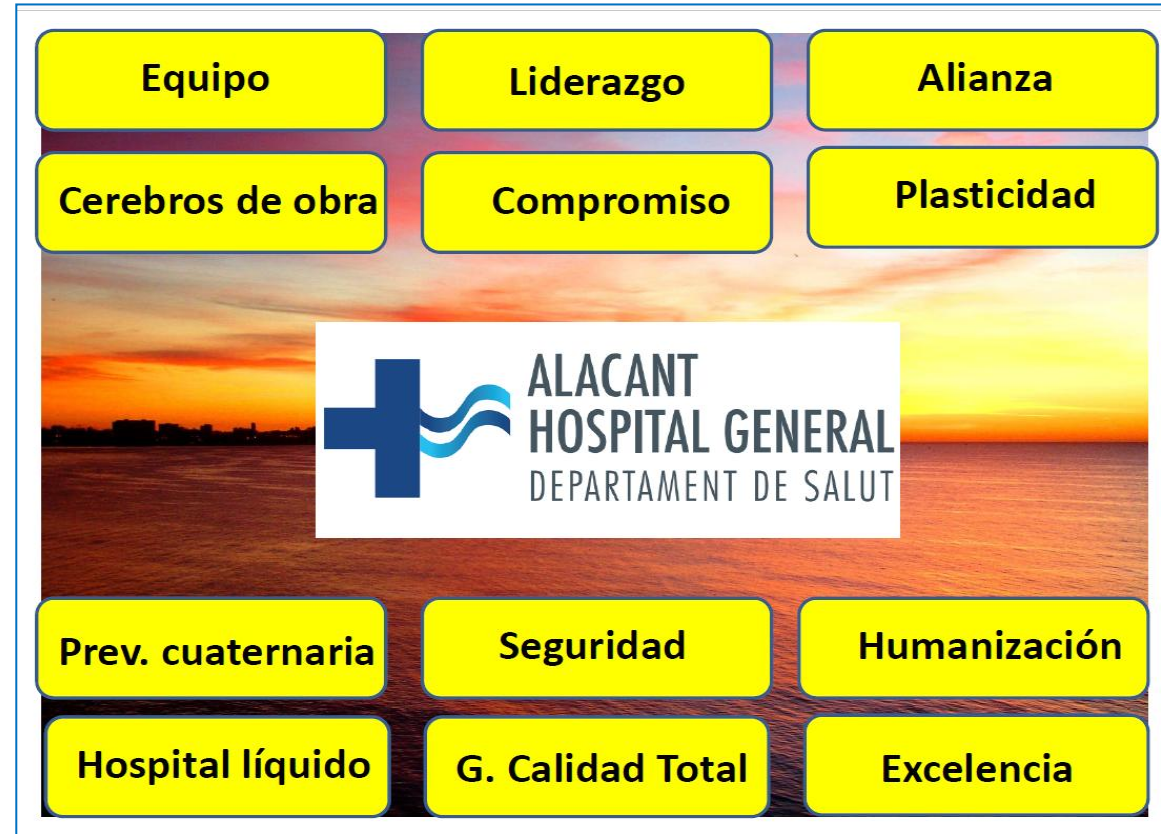 Equipo
Liderazgo
Alianza
Cerebros de obra
Compromiso
Plasticidad
ALACANT
HOSPITAL GENERAL
DEPARTAMENT DE SALUT
Prev. cuaternaria
Seguridad
Humanización
Hospital líquido
G. Calidad Total
Excelencia